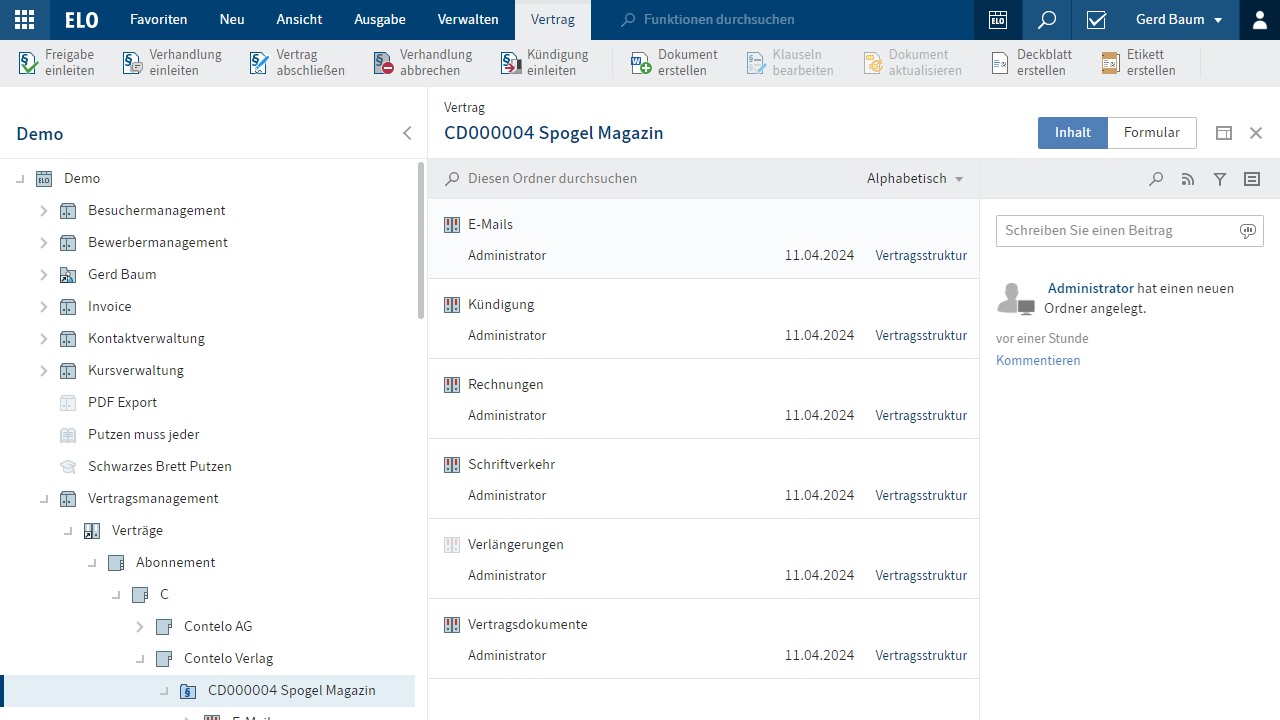 ELO Favoriten Neu Ansicht Ausgabe Verwalten Vertrag Funktionen durchsuchen ELO Gerd Baum
Freigabe einleiten
Verhandlung einleiten
Vertrag abschließen
Verhandlung abbrechen
Kündigung einleiten
Dokument erstellen
Klauseln bearbeiten
Dokument aktualisieren
Deckblatt erstellen
Etikett erstellen
Demo
Demo
Besuchermanagement
Bewerbermanagement
Gerd Baum
Invoice
Kontaktverwaltung
Kursverwaltung
PDF Export
Putzen muss jeder
Schwarzes Brett Putzen
Vertragsmanagement
Verträge
Abonnement
C
Contelo AG
Contelo Verlag
CD000004 Spogel Magazin
Vertrag
CD000004 Spogel Magazin
Inhalt Formular
Diesen Ordner durchsuchen Alphabetisch
E-Mails
Administrator 11.04.2024 Vertragsstruktur
Kündigung
Administrator 11.04.2024 Vertragsstruktur
Rechnungen
Administrator 11.04.2024 Vertragsstruktur
Schriftverkehr
Administrator 11.04.2024 Vertragsstruktur
Verlängerungen
Administrator 11.04.2024 Vertragsstruktur
Vertragsdokumente
Administrator 11.04.2024 Vertragsstruktur
Schreiben Sie einen Beitrag
Administrator hat einen neuen
Ordner angelegt.
vor einer Stunde
Kommentieren